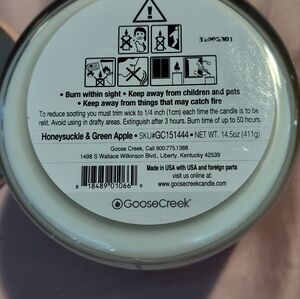 • Burn within sight • Keep away from children and pets
• Keep away from things that may catch fire
To reduce sooting you must trim wick to 1/4 inch (1cm) each time the candle is to be
relit. Avoid using in drafty areas. Extinguish after 3 hours. Burn time of up to 50 hours.
Honeysuckle & Green Apple • SKU#GC151444 • NET WT. 14.5oz (411g)
Goose Creek, Call 800.775.1388
1498 S Wallace Wilkinson Blvd., Liberty, Kentucky 42539
Made in USA with USA and foreign parts
visit us online at:
www.goosecreekcandle.com
8 18489 01066 9
GooseCreek